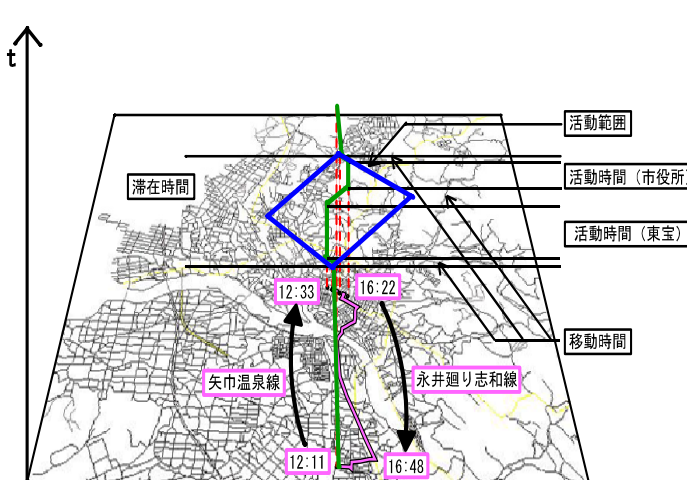 t
活動範囲
活動時間（市役所）
滞在時間
活動時間（東宝）
12:33
16:22
移動時間
矢巾温泉線
永井廻り志和線
12:11
16:48